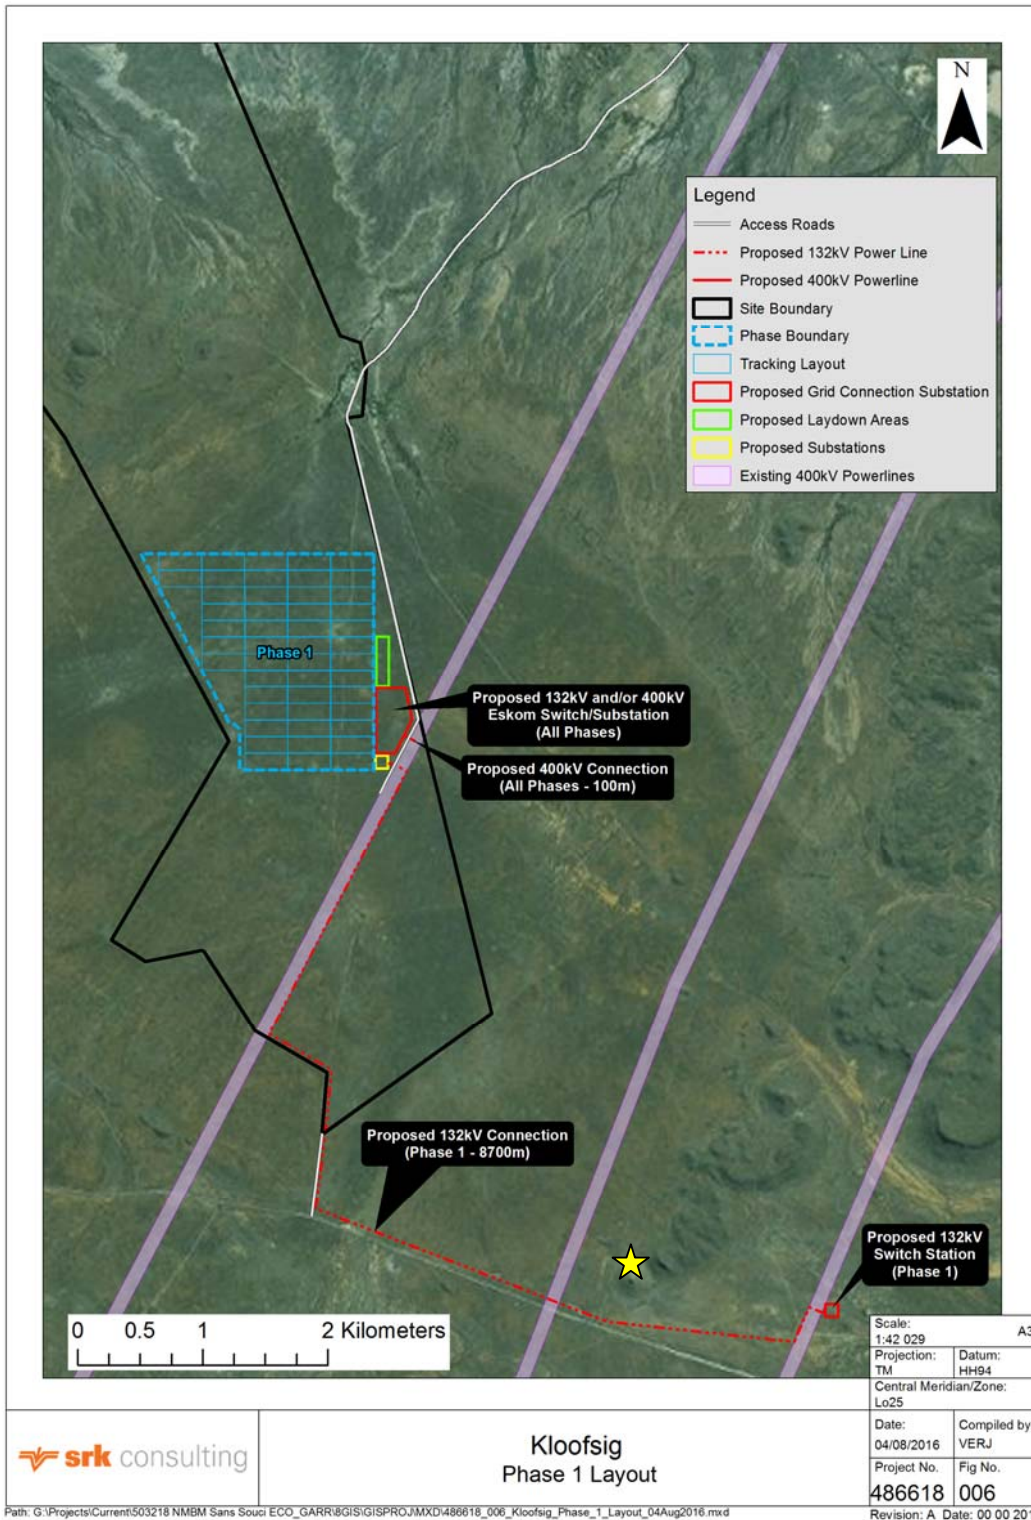 N
Legend
Access Roads
Proposed 132kV Power Line
Proposed 400kV Powerline
Site Boundary
Phase Boundary
Tracking Layout
Proposed Grid Connection Substation
Proposed Laydown Areas
Proposed Substations
Existing 400kV Powerlines
Phase 1
Proposed 132kV and/or 400kV
Eskom Switch/Substation
(All Phases)
Proposed 400kV Connection
(All Phases - 100m)
Proposed 132kV Connection
(Phase 1 - 8700m)
Proposed 132kV
Switch Station
(Phase 1)
0 0.5 1 2 Kilometers
Scale:
1:42 029 A3
Projection: Datum:
TM HH94
Central Meridian/Zone:
Lo25
Date: Compiled by
04/08/2016 VERJ
Project No. Fig No.
486618 006
srk consulting
Kloofsig
Phase 1 Layout
Path: G:\Projects\Current\503218 NMBM Sans Souci ECO_GARR\8GIS\GISPROJ\MXD\486618_006_Kloofsig_Phase_1_Layout_04Aug2016.mxd
Revision: A Date: 00 00 201